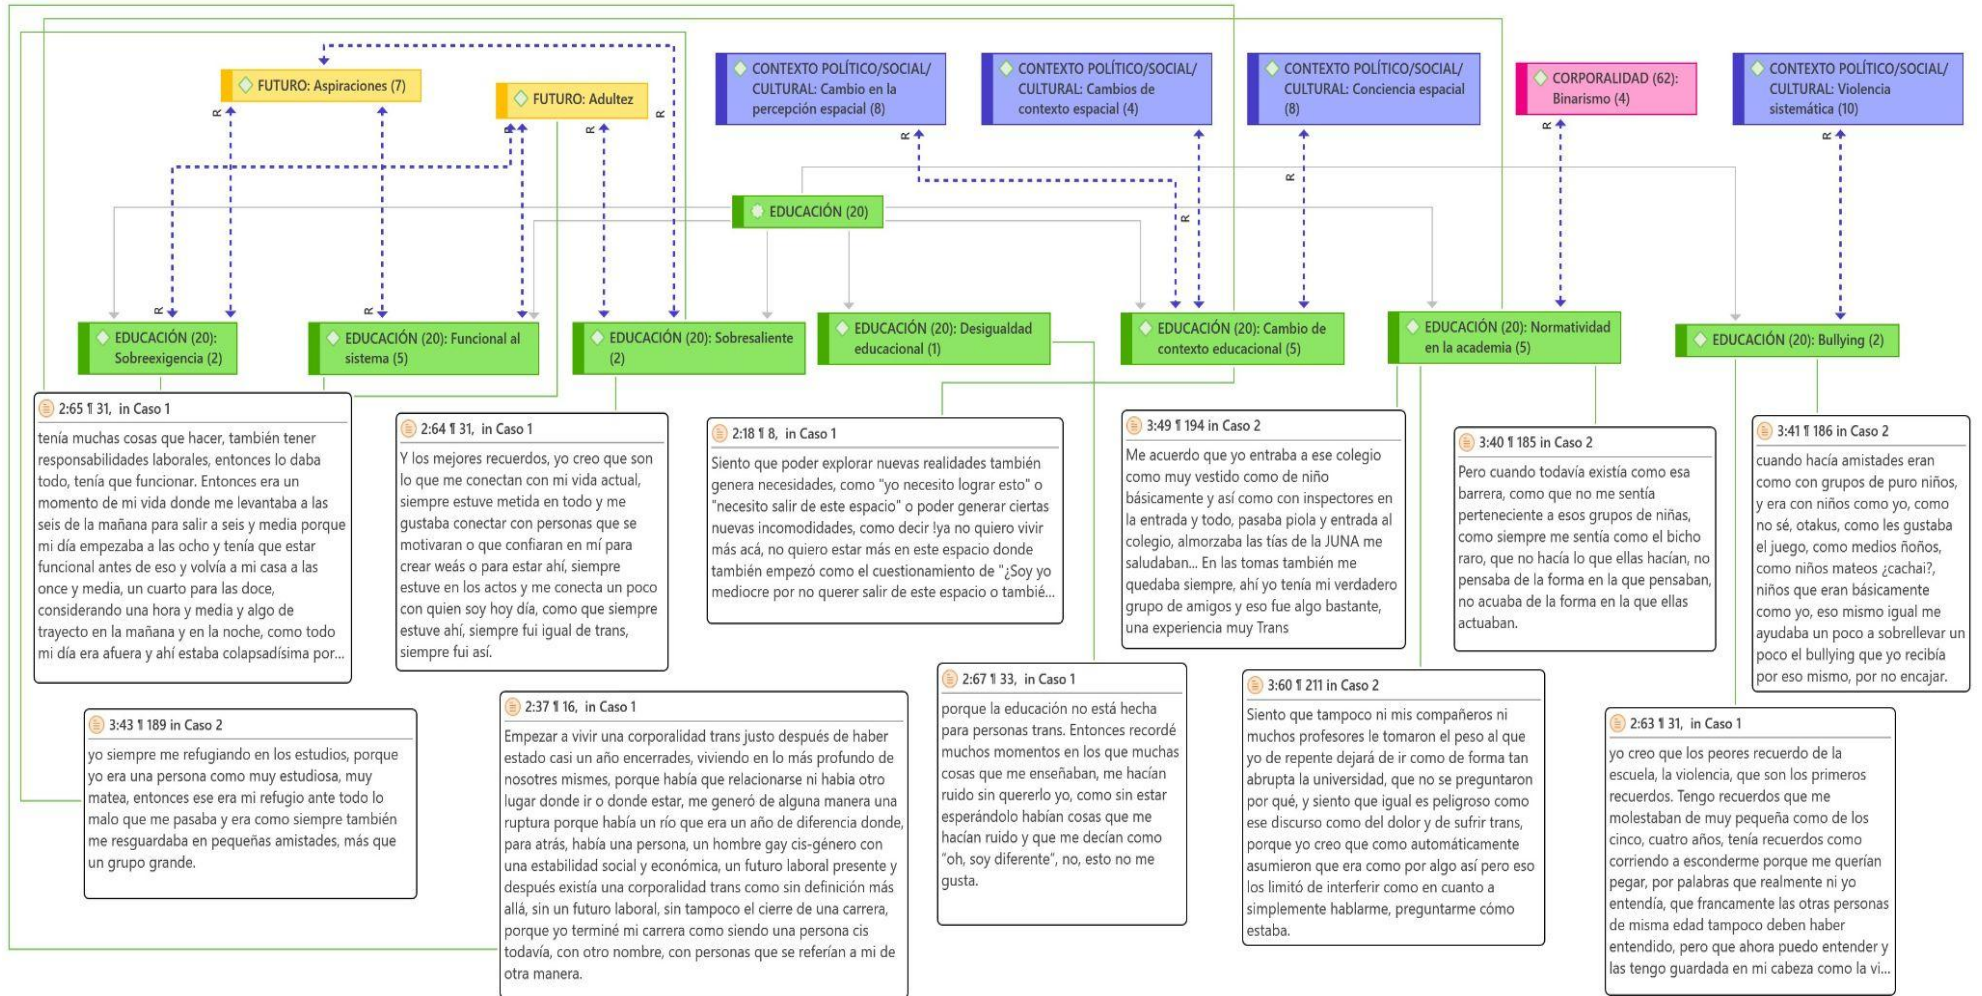 FUTURO: Aspiraciones (7)
FUTURO: Adultez
CONTEXTO POLÍTICO/SOCIAL/
CULTURAL: Cambio en la
percepción espacial (8)
CONTEXTO POLÍTICO/SOCIAL/
CULTURAL: Cambios de
contexto espacial (4)
CONTEXTO POLÍTICO/SOCIAL/
CULTURAL: Conciencia espacial
(8)
CORPORALIDAD (62):
Binarismo (4)
CONTEXTO POLÍTICO/SOCIAL/
CULTURAL: Violencia
sistemática (10)
R
R
R
R
R
R
R
R
R
R
EDUCACIÓN (20)
EDUCACIÓN (20):
Sobreexigencia (2)
EDUCACIÓN (20): Funcional al
sistema (5)
EDUCACIÓN (20): Sobresaliente
(2)
EDUCACIÓN (20): Desigualdad
educacional (1)
EDUCACIÓN (20): Cambio de
contexto educacional (5)
EDUCACIÓN (20): Normatividad
en la academia (5)
EDUCACIÓN (20): Bullying (2)
2:65 ¶ 31, in Caso 1
tenía muchas cosas que hacer, también tener
responsabilidades laborales, entonces lo daba
todo, tenía que funcionar. Entonces era un
momento de mi vida donde me levantaba a las
seis de la mañana para salir a seis y media porque
mi día empezaba a las ocho y tenía que estar
funcional antes de eso y volvía a mi casa a las
once y media, un cuarto para las doce,
considerando una hora y media y algo de
trayecto en la mañana y en la noche, como todo
mi día era afuera y ahí estaba colapsadísima por...
2:64 ¶ 31, in Caso 1
Y los mejores recuerdos, yo creo que son
lo que me conectan con mi vida actual,
siempre estuve metida en todo y me
gustaba conectar con personas que se
motivaran o que confiaran en mí para
crear weás o para estar ahí, siempre
estuve en los actos y me conecta un poco
con quien soy hoy día, como que siempre
estuve ahí, siempre fui igual de trans,
siempre fui así.
2:18 ¶ 8, in Caso 1
Siento que poder explorar nuevas realidades también
genera necesidades, como "yo necesito lograr esto" o
"necesito salir de este espacio" o poder generar ciertas
nuevas incomodidades, como decir !ya no quiero vivir
más acá, no quiero estar más en este espacio donde
también empezó como el cuestionamiento de "¿Soy yo
mediocre por no querer salir de este espacio o tambié...
3:49 ¶ 194 in Caso 2
Me acuerdo que yo entraba a ese colegio
como muy vestido como de niño
básicamente y así como con inspectores en
la entrada y todo, pasaba piola y entrada al
colegio, almorzaba las tías de la JUNA me
saludaban... En las tomas también me
quedaba siempre, ahí yo tenía mi verdadero
grupo de amigos y eso fue algo bastante,
una experiencia muy Trans
3:40 ¶ 185 in Caso 2
Pero cuando todavía existía como esa
barrera, como que no me sentía
perteneciente a esos grupos de niñas,
como siempre me sentía como el bicho
raro, que no hacía lo que ellas hacían, no
pensaba de la forma en la que pensaban,
no acuaba de la forma en la que ellas
actuaban.
3:41 ¶ 186 in Caso 2
cuando hacía amistades eran
como con grupos de puro niños,
y era con niños como yo, como
no sé, otakus, como les gustaba
el juego, como medios ñoños,
como niños mateos ¿cachai?,
niños que eran básicamente
como yo, eso mismo igual me
ayudaba un poco a sobrellevar un
poco el bullying que yo recibía
por eso mismo, por no encajar.
3:43 ¶ 189 in Caso 2
yo siempre me refugiando en los estudios, porque
yo era una persona como muy estudiosa, muy
matea, entonces ese era mi refugio ante todo lo
malo que me pasaba y era como siempre también
me resguardaba en pequeñas amistades, más que
un grupo grande.
2:37 ¶ 16, in Caso 1
Empezar a vivir una corporalidad trans justo después de haber
estado casi un año encerrades, viviendo en lo más profundo de
nosotres mismes, porque había que relacionarse ni habia otro
lugar donde ir o donde estar, me generó de alguna manera una
ruptura porque había un río que era un año de diferencia donde,
para atrás, había una persona, un hombre gay cis-género con
una estabilidad social y económica, un futuro laboral presente y
después existía una corporalidad trans como sin definición más
allá, sin un futuro laboral, sin tampoco el cierre de una carrera,
porque yo terminé mi carrera como siendo una persona cis
todavía, con otro nombre, con personas que se referían a mi de
otra manera.
2:67 ¶ 33, in Caso 1
porque la educación no está hecha
para personas trans. Entonces recordé
muchos momentos en los que muchas
cosas que me enseñaban, me hacían
ruido sin quererlo yo, como sin estar
esperándolo habían cosas que me
hacían ruido y que me decían como
"oh, soy diferente", no, esto no me
gusta.
3:60 ¶ 211 in Caso 2
Siento que tampoco ni mis compañeros ni
muchos profesores le tomaron el peso al que
yo de repente dejará de ir como de forma tan
abrupta la universidad, que no se preguntaron
por qué, y siento que igual es peligroso como
ese discurso como del dolor y de sufrir trans,
porque yo creo que como automáticamente
asumieron que era como por algo así pero eso
los limitó de interferir como en cuanto a
simplemente hablarme, preguntarme cómo
estaba.
2:63 ¶ 31, in Caso 1
yo creo que los peores recuerdo de la
escuela, la violencia, que son los primeros
recuerdos. Tengo recuerdos que me
molestaban de muy pequeña como de los
cinco, cuatro años, tenía recuerdos como
corriendo a esconderme porque me querían
pegar, por palabras que realmente ni yo
entendía, que francamente las otras personas
de misma edad tampoco deben haber
entendido, pero que ahora puedo entender y
las tengo guardada en mi cabeza como la vi...